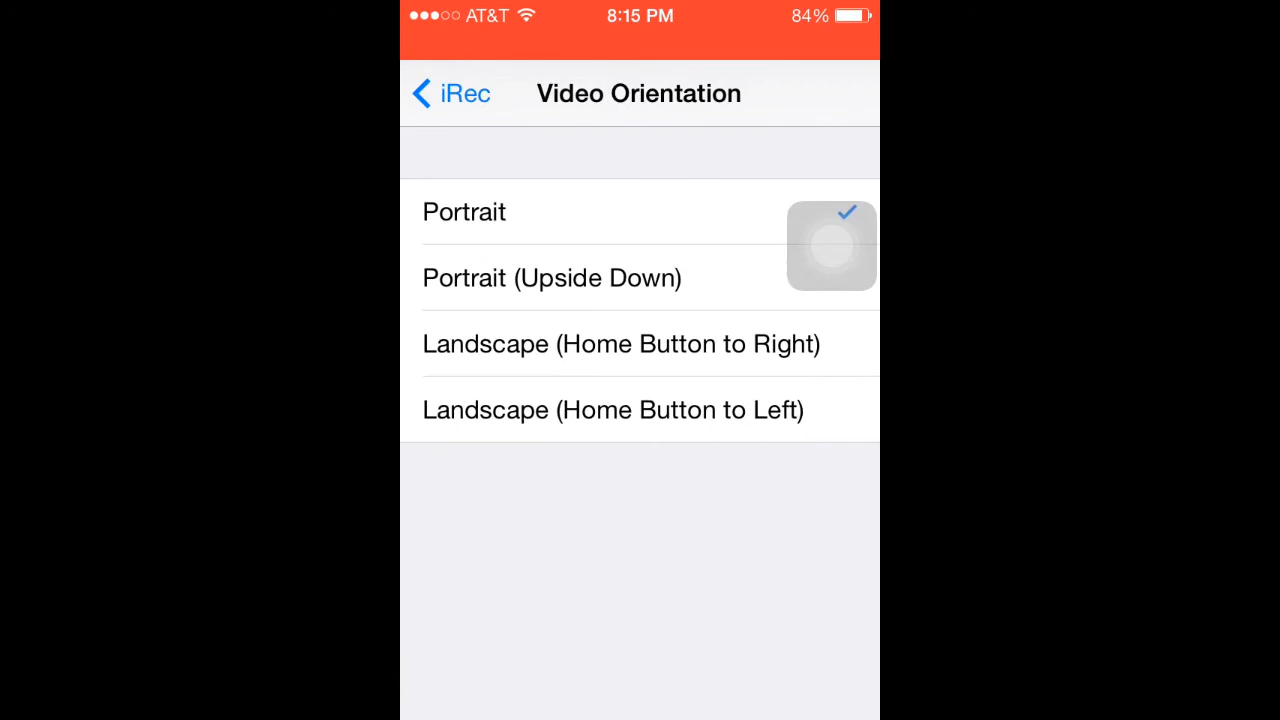 AT&T 8:15 PM 84%
iRec Video Orientation
Portrait
Portrait (Upside Down)
Landscape (Home Button to Right)
Landscape (Home Button to Left)